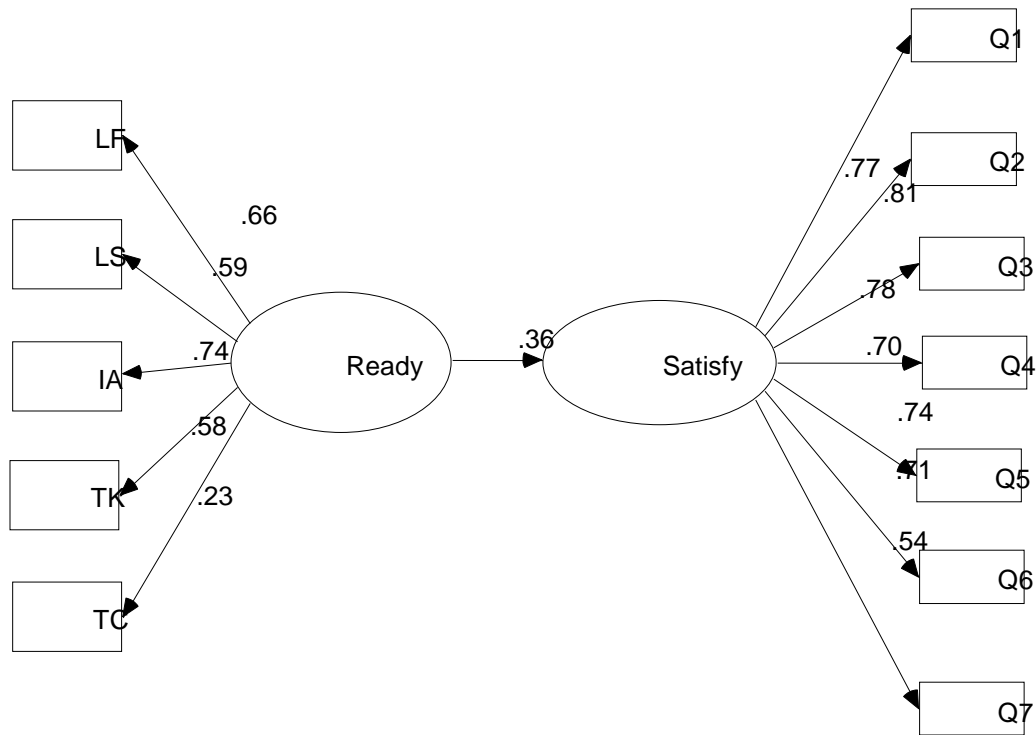 Q1
LF
Q2
.77
.81
.66
LS
.59
Q3
.78
.36
.70
.74
IA
Ready
Satisfy
Q4
.74
.58
.71
Q5
TK
.23
.54
Q6
TC
Q7